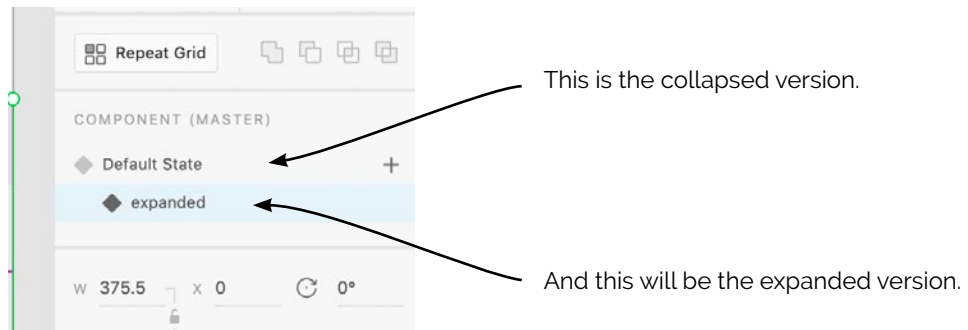 Repeat Grid
This is the collapsed version.
COMPONENT (MASTER)
Default State +
expanded
And this will be the expanded version.
W 375.5 X 0 0°